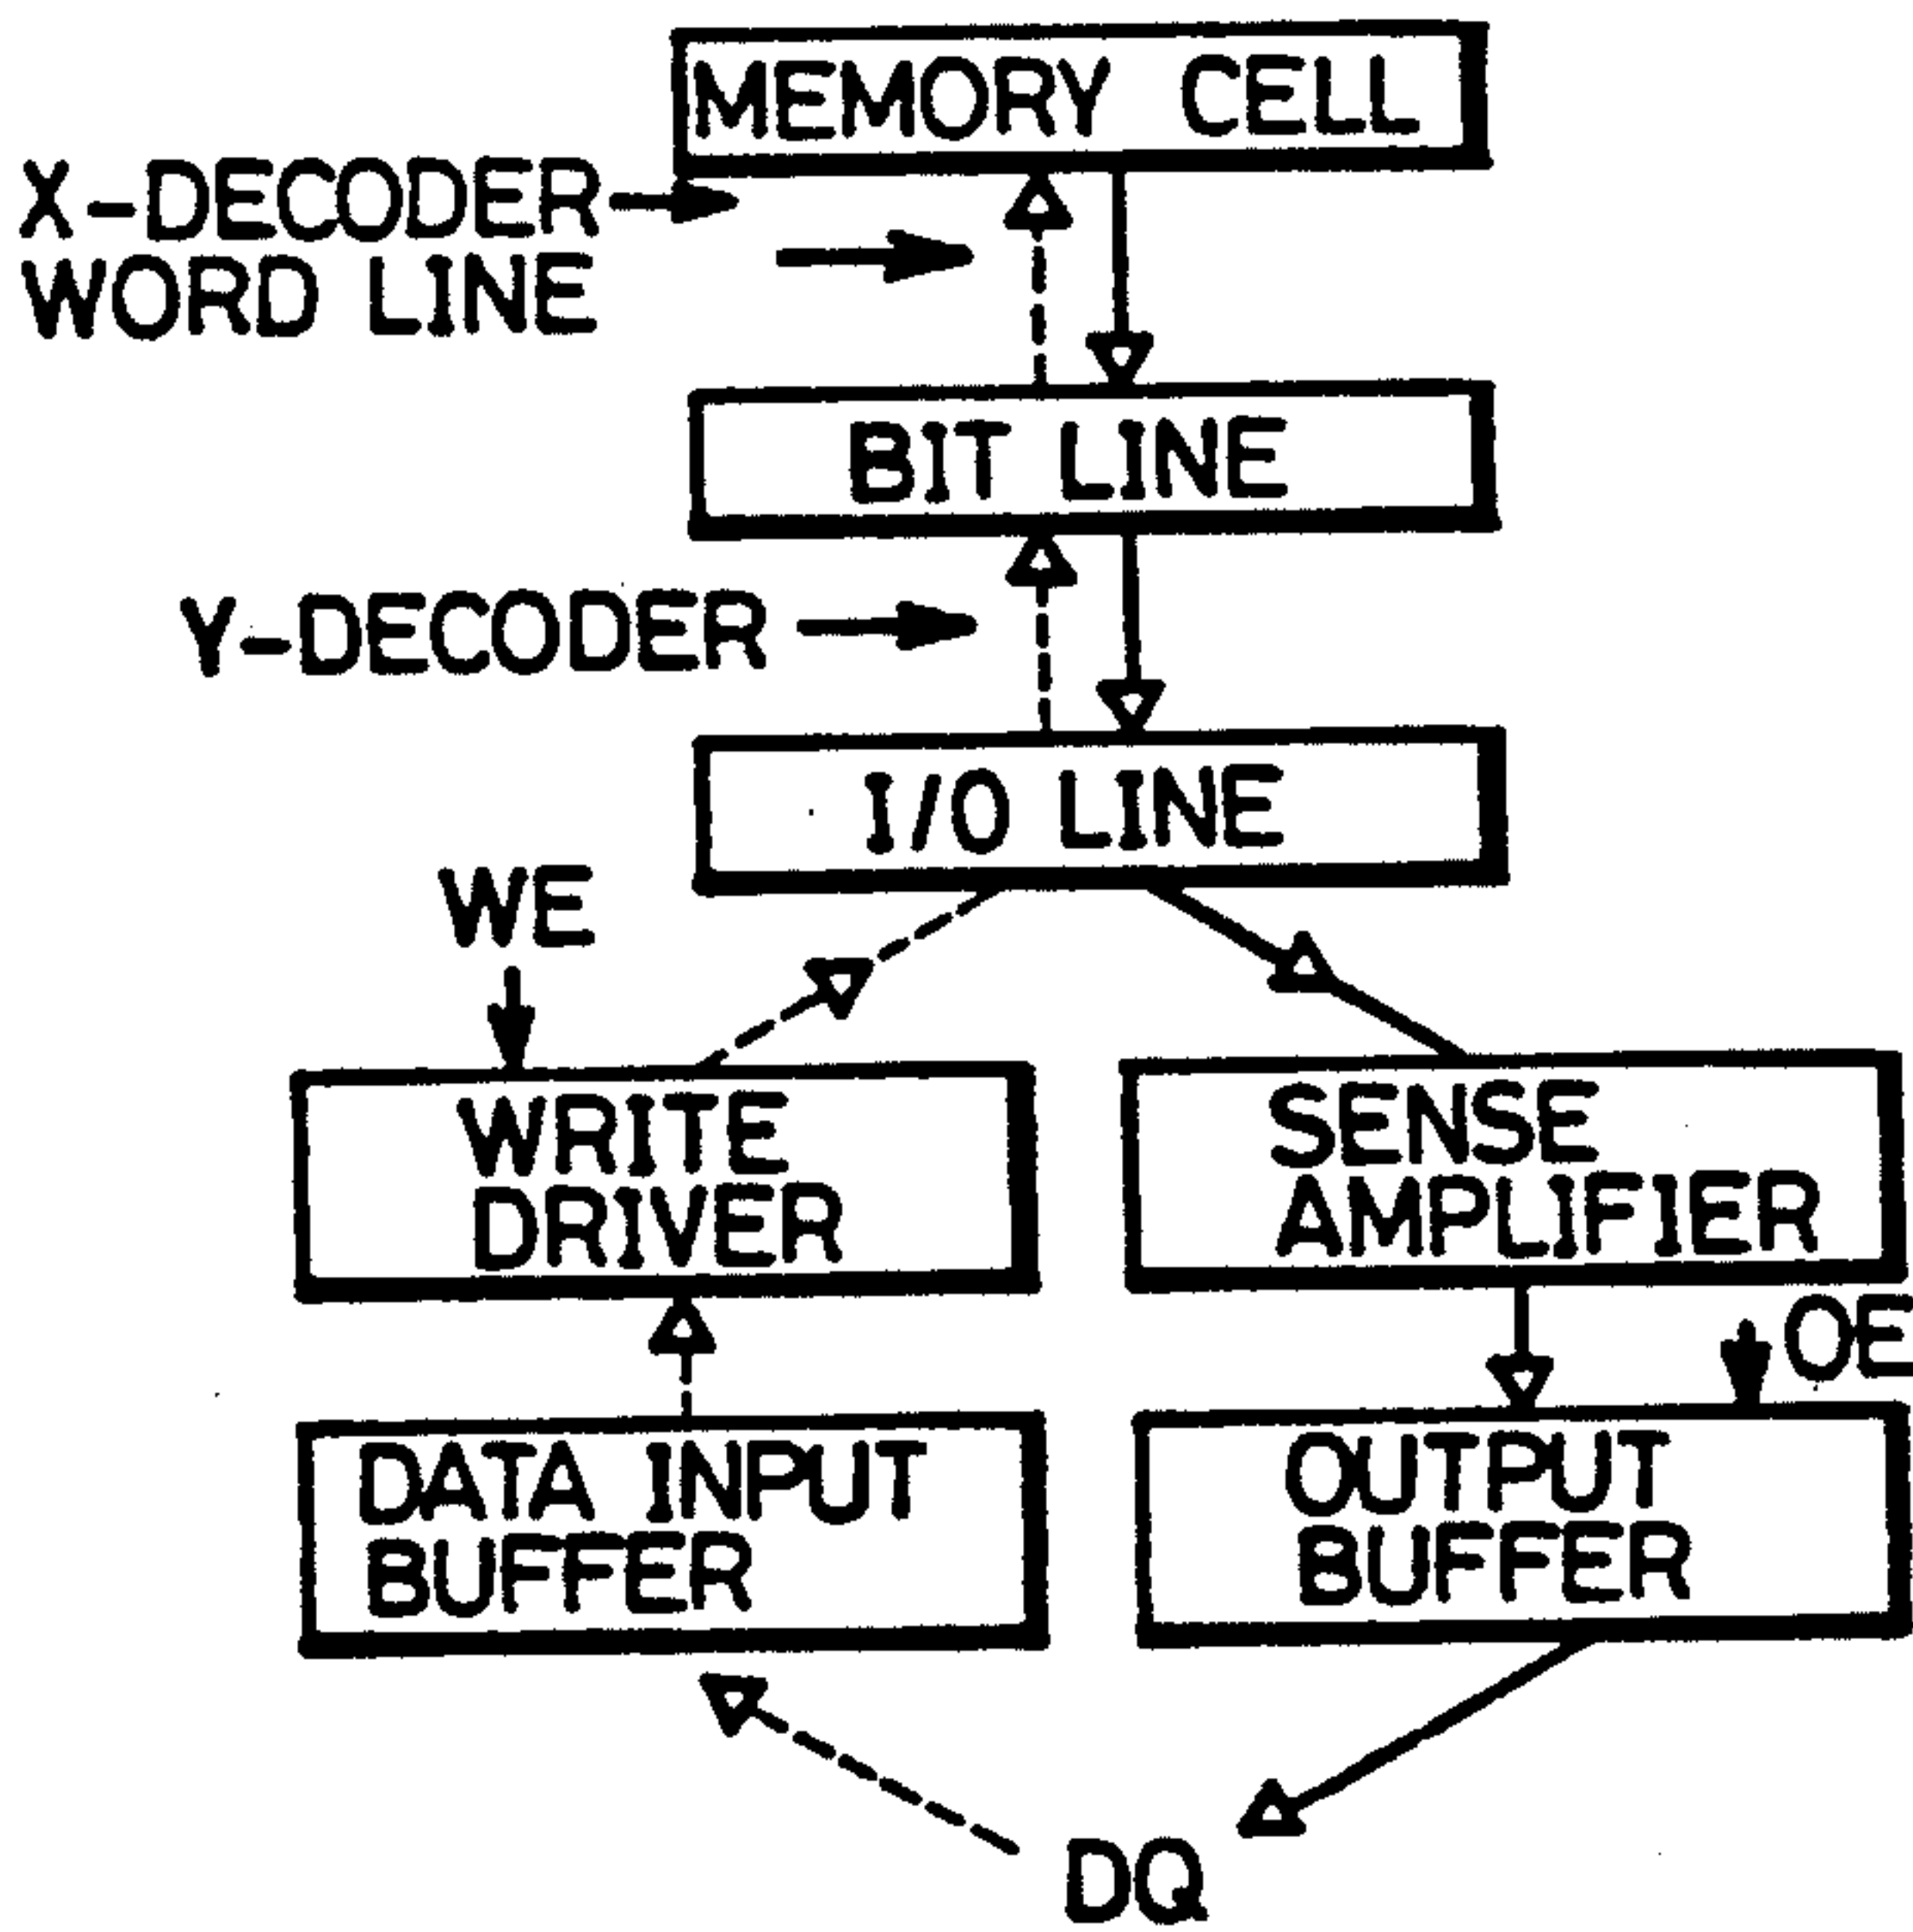 MEMORY CELL
X-DECODER
WORD LINE
BIT LINE
Y-DECODER
I/O LINE
WE
WRITE
DRIVER
SENSE
AMPLIFIER
OE
DATA INPUT
BUFFER
OUTPUT
BUFFER
DQ